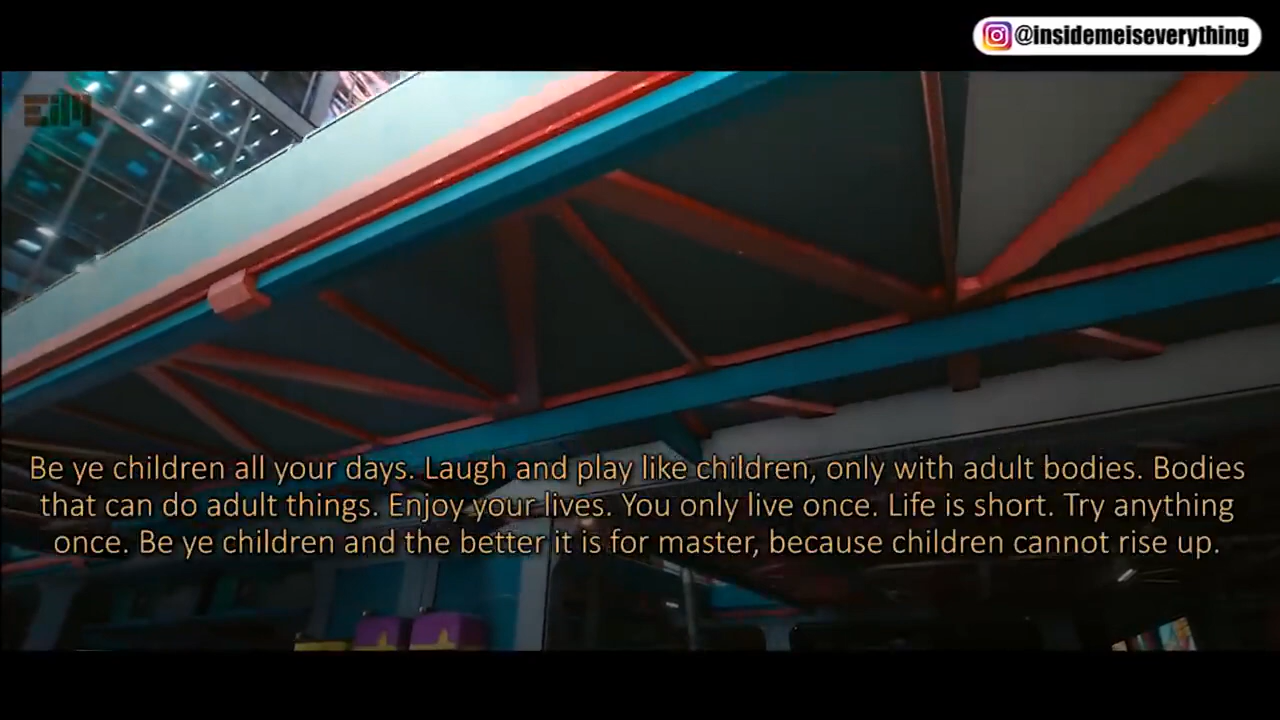 @insidemeiseverything
EiM
Be ye children all your days. Laugh and play like children, only with adult bodies. Bodies
that can do adult things. Enjoy your lives. You only live once. Life is short. Try anything
once. Be ye children and the better it is for master, because children cannot rise up.